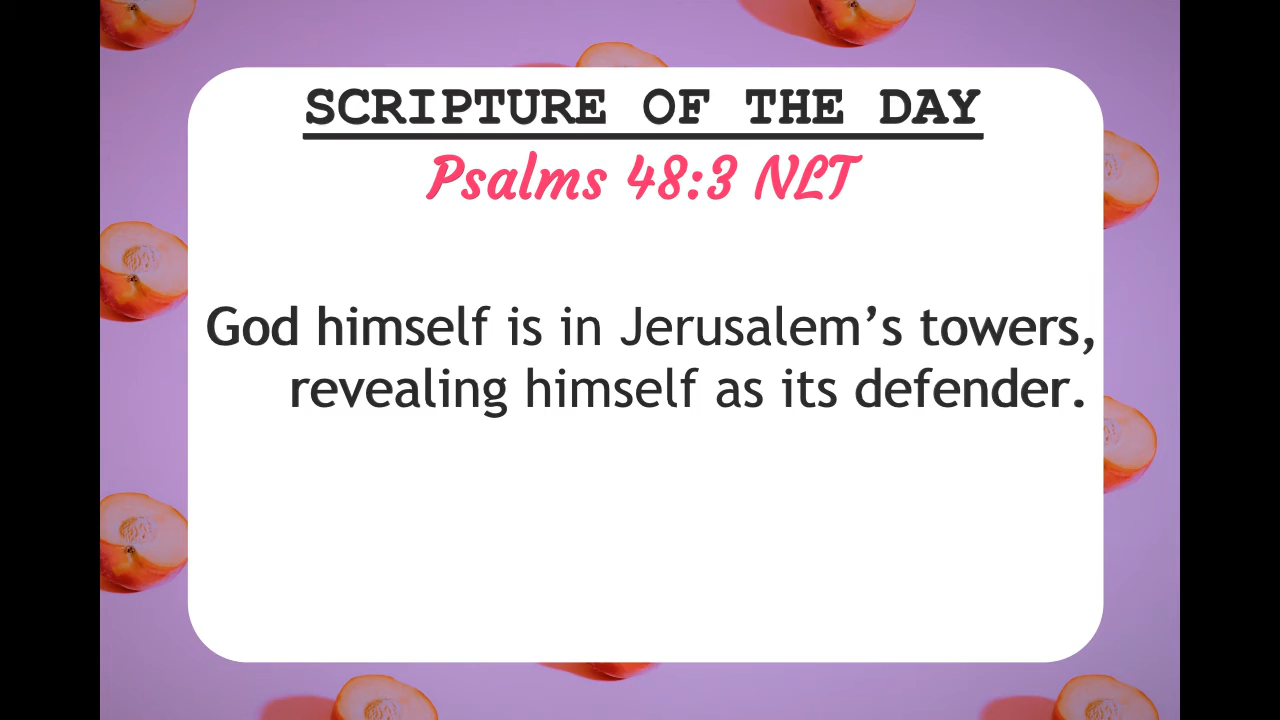 SCRIPTURE OF THE DAY
Psalms 48:3 NLT
God himself is in Jerusalem’s towers,
revealing himself as its defender.